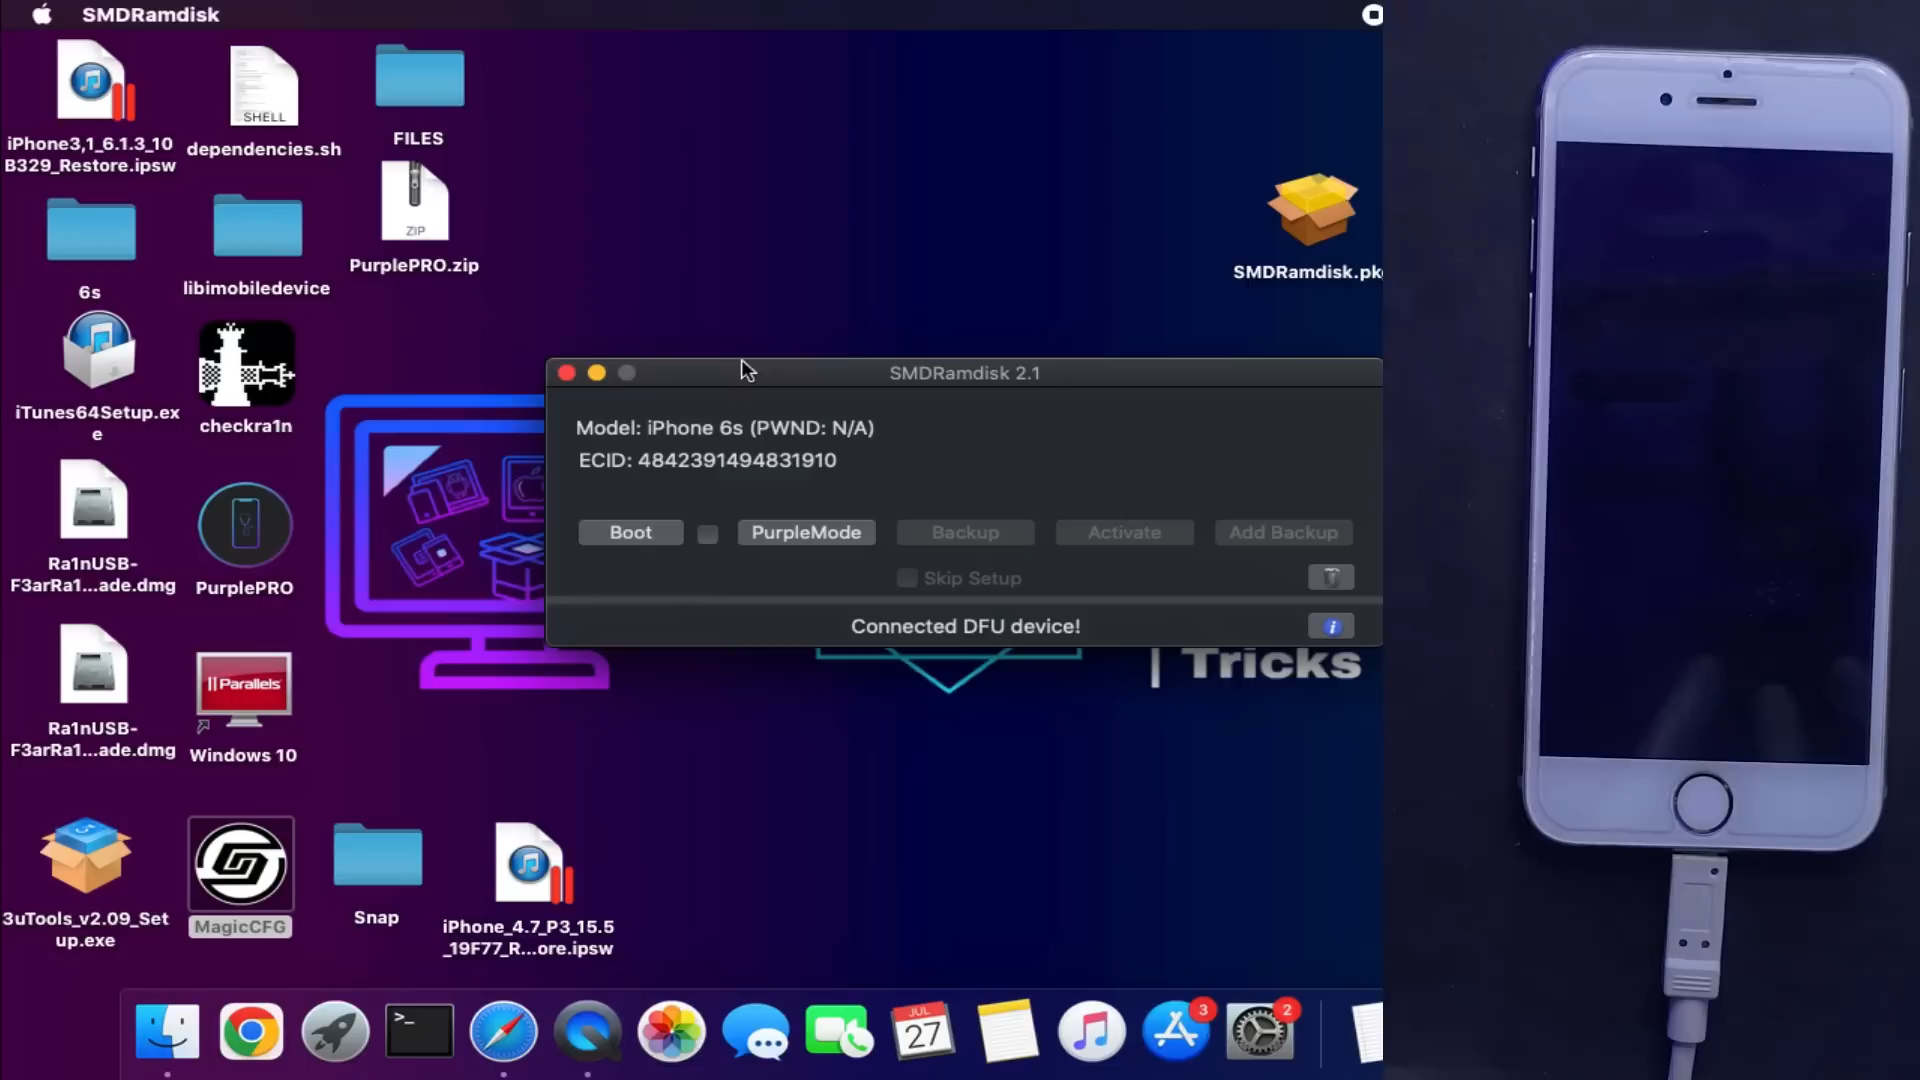 SMDRamdisk
iPhone3,1_6.1.3_10
B329_Restore.ipsw
SHELL
dependencies.sh
FILES
6s
libimobiledevice
ZIP
PurplePRO.zip
SMDRamdisk.pk
iTunes64Setup.ex
e
checkra1n
SMDRamdisk 2.1
Model: iPhone 6s (PWND: N/A)
ECID: 4842391494831910
Boot
PurpleMode
Backup
Activate
Add Backup
Skip Setup
Connected DFU device!
Ra1nUSB-
F3arRa1...ade.dmg
PurplePRO
| Tricks
Ra1nUSB-
F3arRa1...ade.dmg
|| Parallels
Windows 10
3uTools_v2.09_Set
up.exe
MagicCFG
Snap
iPhone_4.7_P3_15.5
_19F77_R...ore.ipsw
>_
JUL
27
3
2